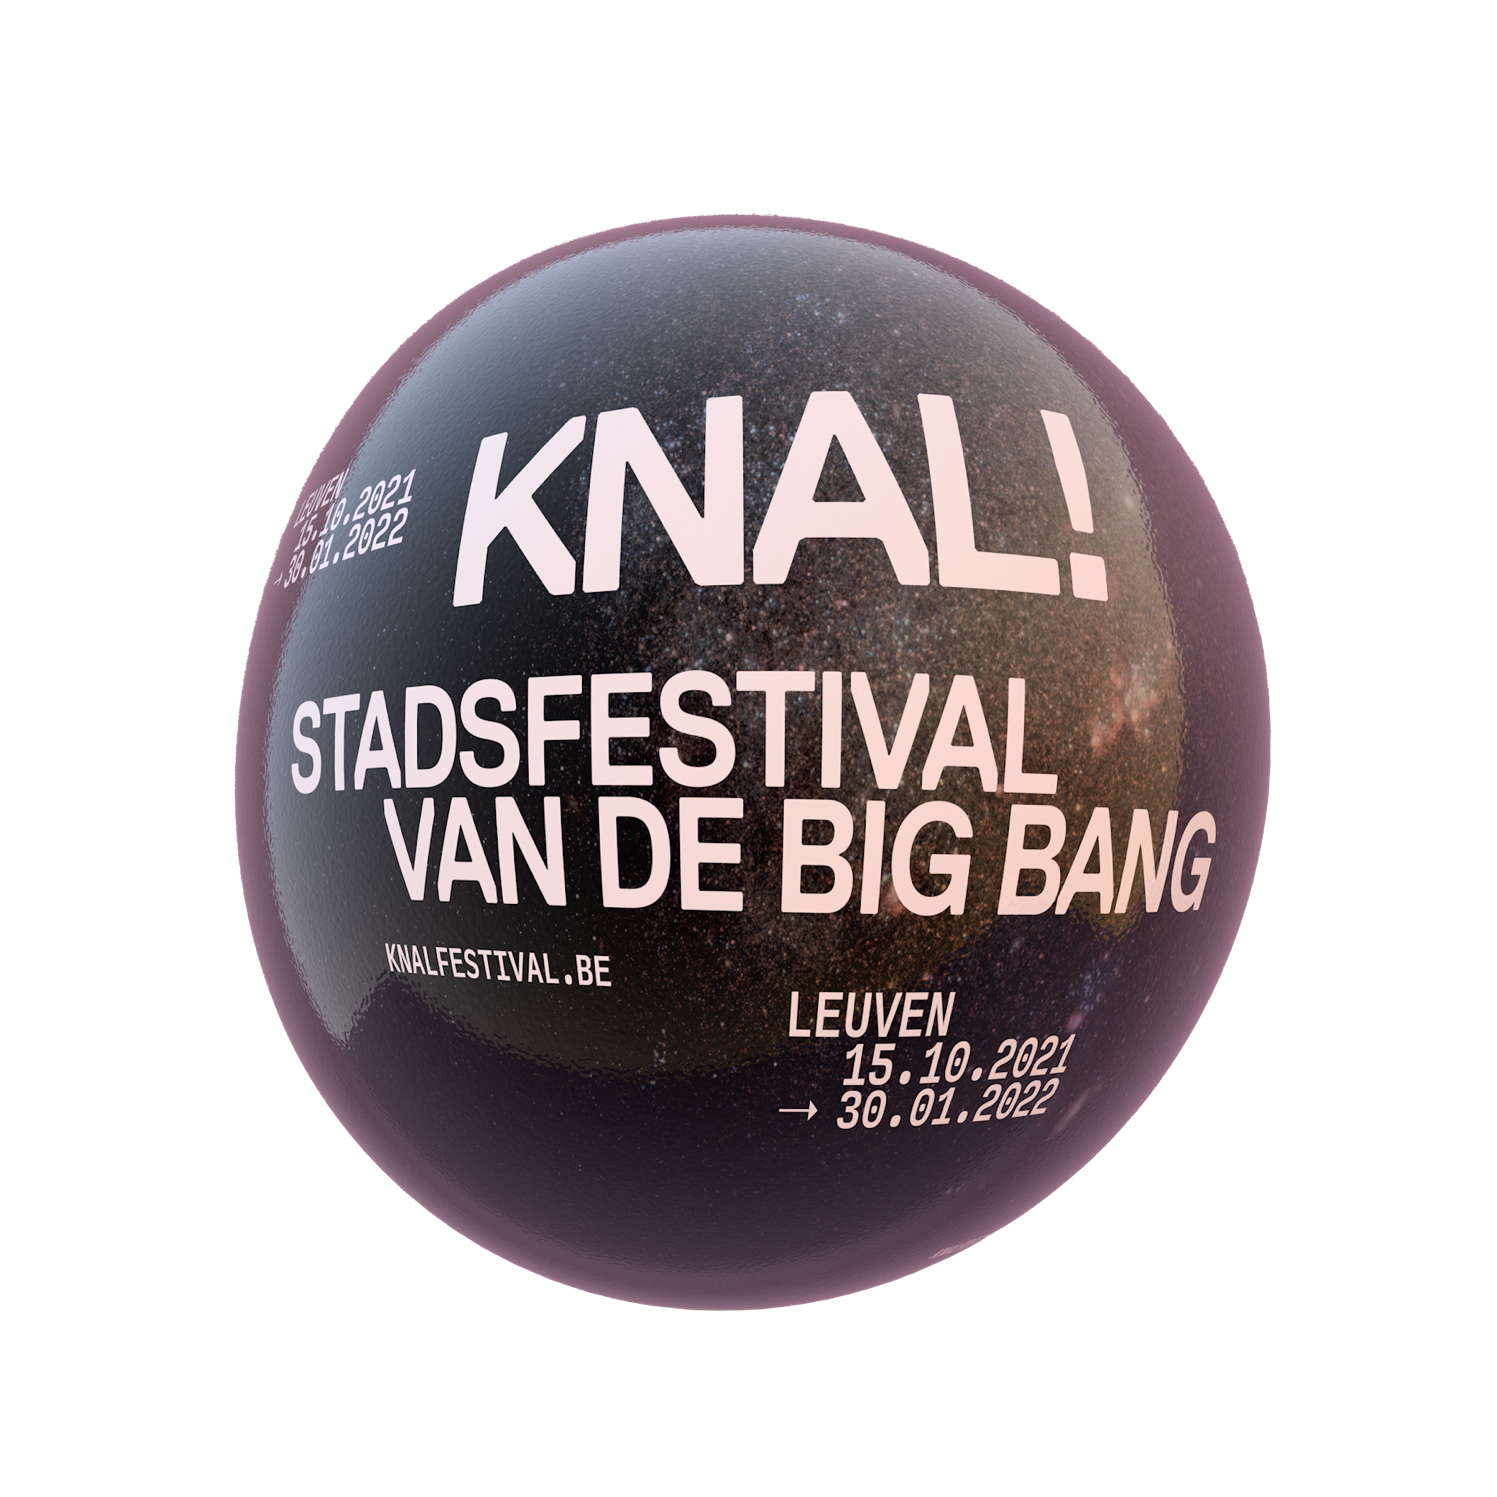 LEUVEN
15.10.2021
→30.01.2022
KNAL!
STADSFESTIVAL
VAN DE BIG BANG
KNALFESTIVAL.BE
LEUVEN
15.10.2021
→ 30.01.2022